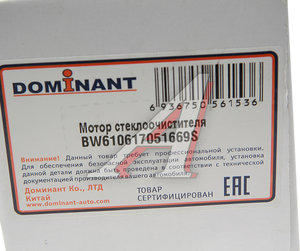 DOMINANT
6 936750 561536
Мотор стеклоочистителя
BW610617051669S
Внимание! Данный товар требует профессиональной установки.
Для обеспечения безопасной эксплуатации автомобиля, установка
данной детали должна быть проведена в соответствии с технической
документацией производителя вашего автомобиля.
Доминант Ко., ЛТД
Китай
ТОВАР
СЕРТИФИЦИРОВАН
EAC
www.dominant-auto.com